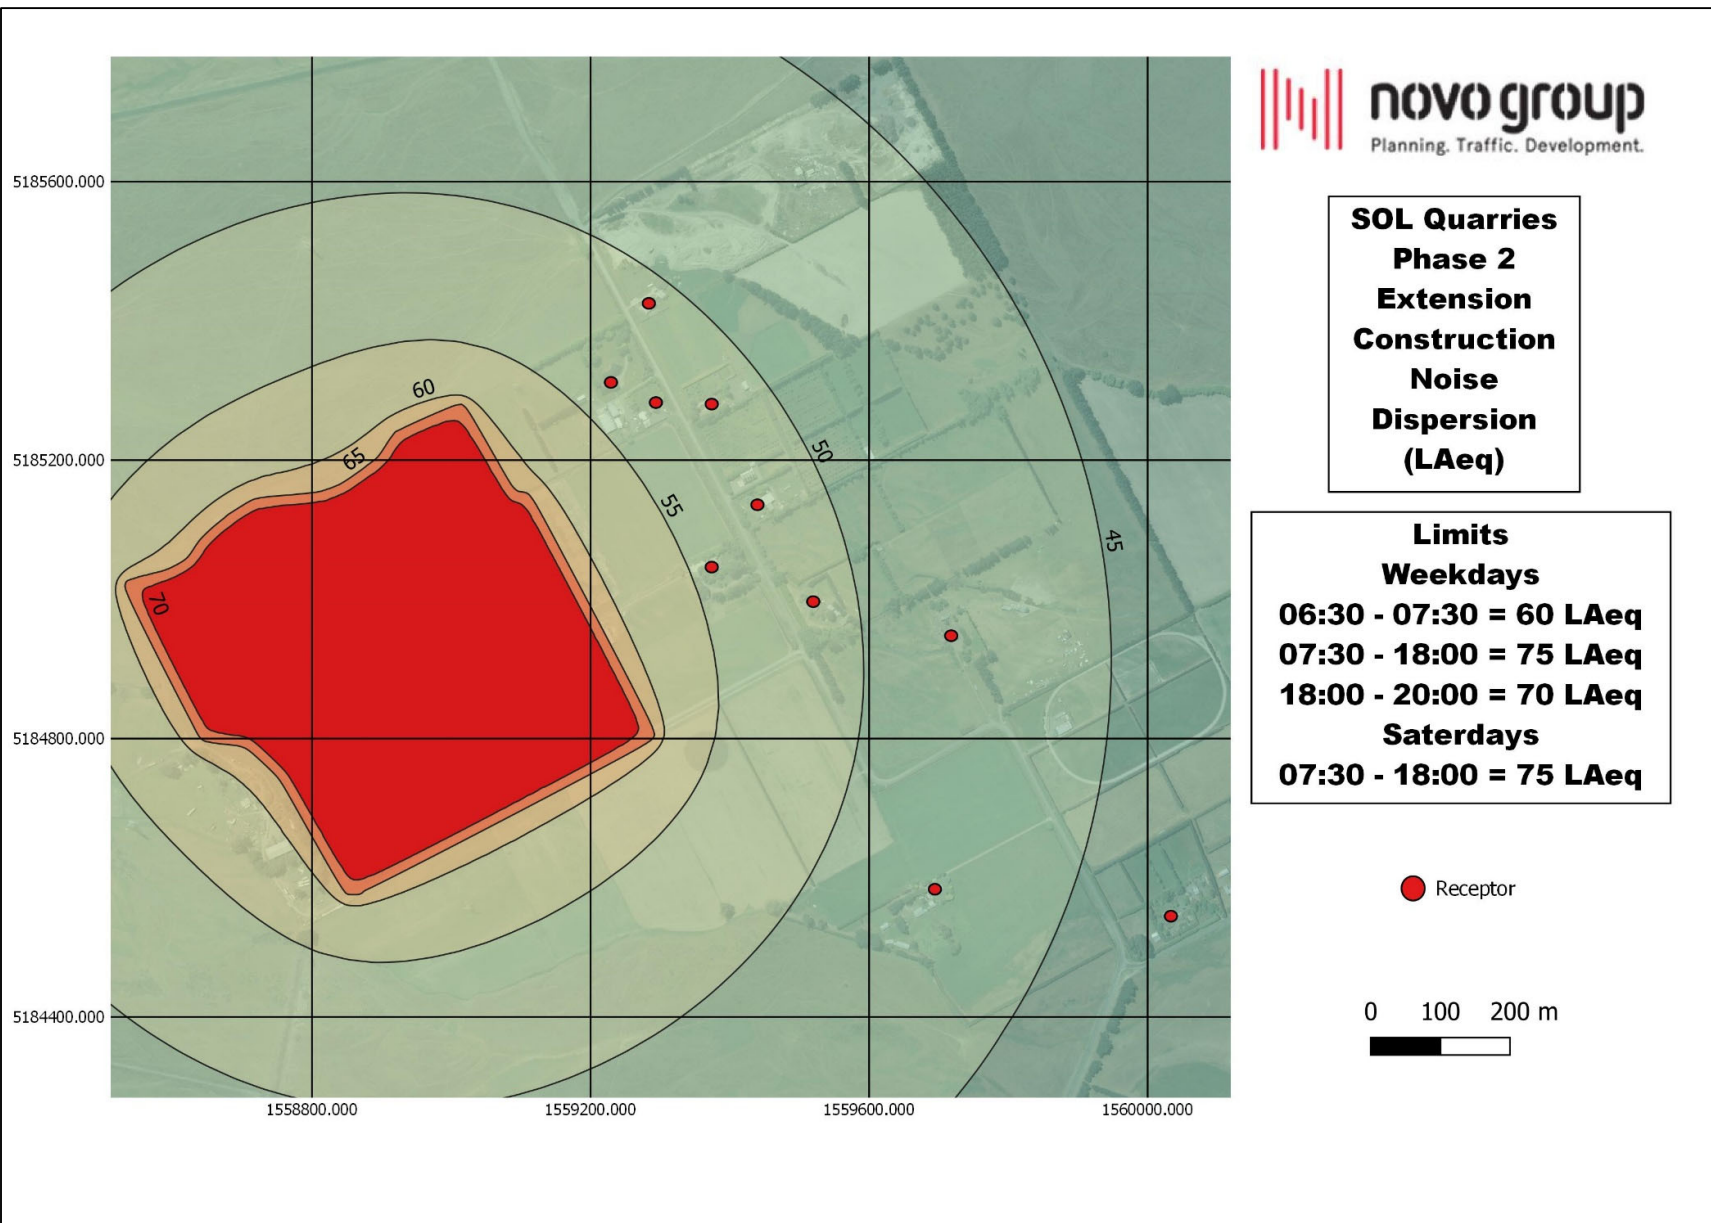 novo group
Planning. Traffic. Development.
SOL Quarries
Phase 2
Extension
Construction
Noise
Dispersion
(LAeq)
Limits
Weekdays
06:30 - 07:30 = 60 LAeq
07:30 - 18:00 = 75 LAeq
18:00 - 20:00 = 70 LAeq
Saterdays
07:30 - 18:00 = 75 LAeq
Receptor
0 100 200 m
5185600.000
5185200.000
5184800.000
5184400.000
1558800.000 1559200.000 1559600.000 1560000.000
60
65
70
55
50
45